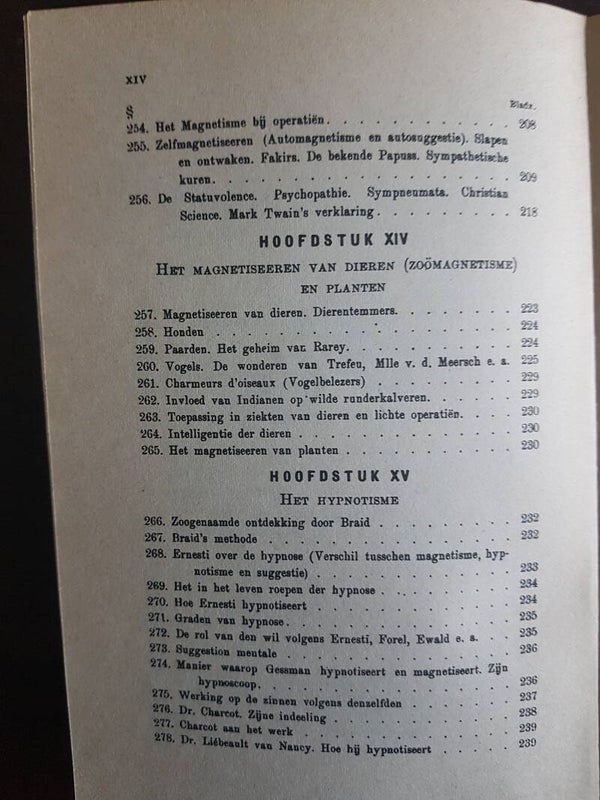 XIV
§ Bladz.
254. Het Magnetisme bij operatiën. . . . . . . . . . . . 208
255. Zelfmagnetiseeren (Automagnetisme en autosuggestie). Slapen
en ontwaken. Fakirs. De bekende Papuss. Sympathetische
kuren. . . . . . . . . . . . . . . . . . . . 209
256. De Statuvolence. Psychopathie. Sympneumata. Christian
Science. Mark Twain's verklaring . . . . . . . . . 218
HOOFDSTUK XIV
HET MAGNETISEEREN VAN DIEREN (ZOÖMAGNETISME)
EN PLANTEN
257. Magnetiseeren van dieren. Dierentemmers. . . . . . . 223
258. Honden . . . . . . . . . . . . . . . . . 224
259. Paarden. Het geheim van Rarey. . . . . . . . . . 224
260. Vogels. De wonderen van Trefeu, Mlle v. d. Meersch e. a. 225
261. Charmeurs d'oiseaux (Vogelbelezers) . . . . . . . . 229
262. Invloed van Indianen op wilde runderkalveren. . . . . 229
263. Toepassing in ziekten van dieren en lichte operatiën. . . . 230
264. Intelligentie der dieren . . . . . . . . . . . . 230
265. Het magnetiseeren van planten . . . . . . . . . . 230
HOOFDSTUK XV
HET HYPNOTISME
266. Zoogenaamde ontdekking door Braid . . . . . . . . 232
267. Braid's methode . . . . . . . . . . . . . . 232
268. Ernesti over de hypnose (Verschil tusschen magnetisme, hyp-
notisme en suggestie) . . . . . . . . . . . . 233
269. Het in het leven roepen der hypnose . . . . . . . . 234
270. Hoe Ernesti hypnotiseert . . . . . . . . . . . 234
271. Graden van hypnose. . . . . . . . . . . . . 235
272. De rol van den wil volgens Ernesti, Forel, Ewald e. a. . . 235
273. Suggestion mentale . . . . . . . . . . . . . 236
274. Manier waarop Gessman hypnotiseert en magnetiseert. Zijn
hypnoscoop. . . . . . . . . . . . . . . . 236
275. Werking op de zinnen volgens denzelfden . . . . . . 237
276. Dr. Charcot. Zijne indeeling . . . . . . . . . . 238
277. Charcot aan het werk . . . . . . . . . . . . 239
278. Dr. Liébeault van Nancy. Hoe hij hypnotiseert . . . . . 239